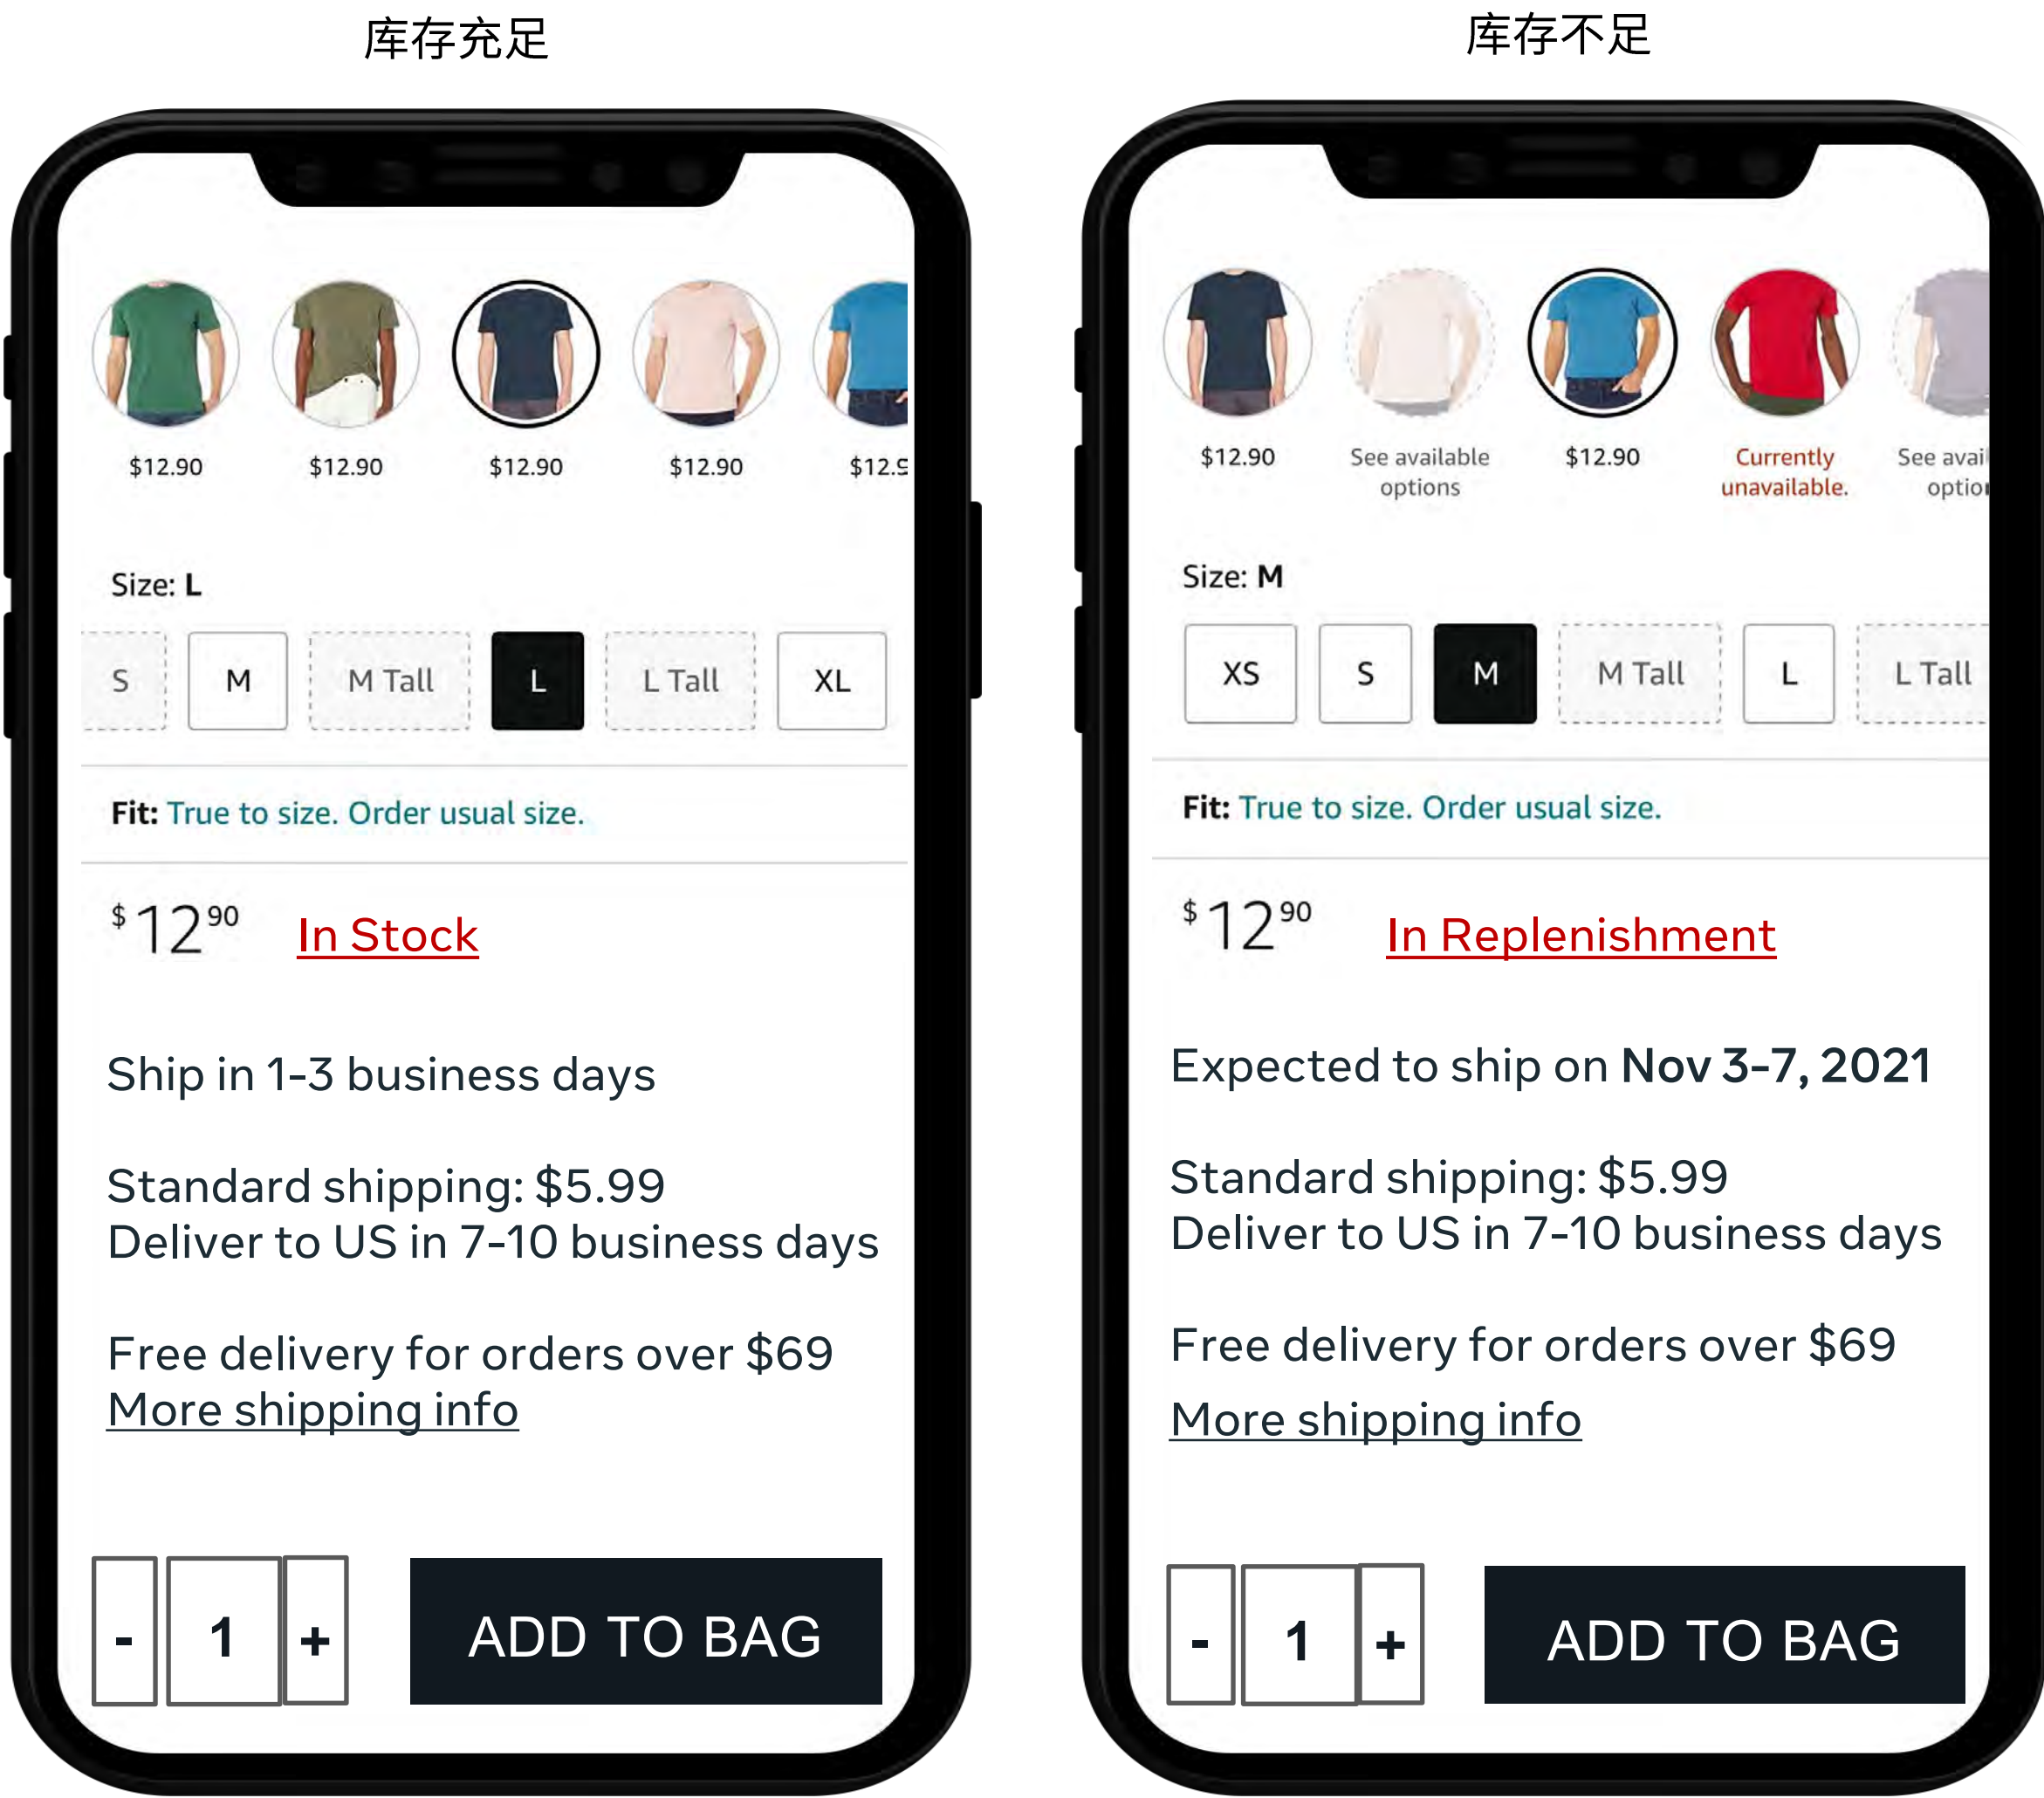 库存充足
$12.90 $12.90 $12.90 $12.90 $12.9
Size: L
S M M Tall L L Tall XL
Fit: True to size. Order usual size.
$12 90 In Stock
Ship in 1-3 business days
Standard shipping: $5.99
Deliver to US in 7-10 business days
Free delivery for orders over $69
More shipping info
- 1 + ADD TO BAG
库存不足
$12.90 See available $12.90 Currently See avai
options unavailable. optio
Size: M
XS S M M Tall L L Tall
Fit: True to size. Order usual size.
$12 90 In Replenishment
Expected to ship on Nov 3-7, 2021
Standard shipping: $5.99
Deliver to US in 7-10 business days
Free delivery for orders over $69
More shipping info
- 1 + ADD TO BAG